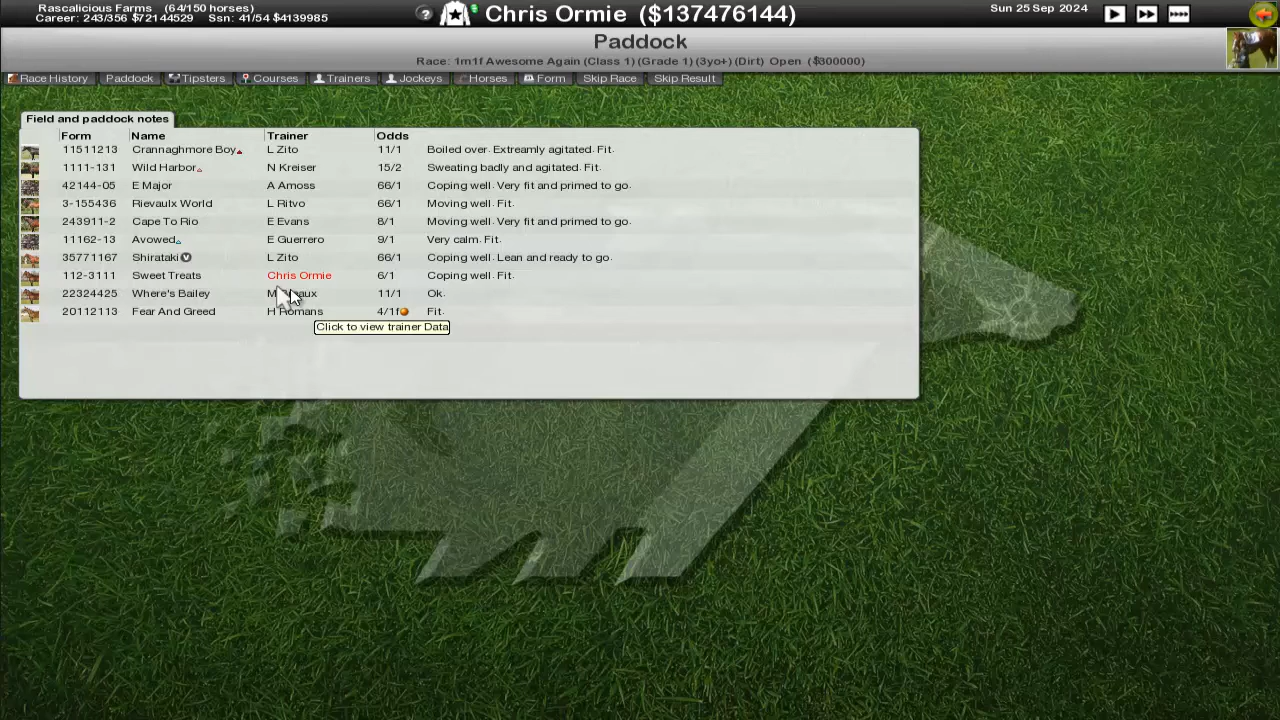 Rascalicious Farms (64/150 horses)
Career: 243/356 $72144529 Ssn: 41/54 $4139985
? Chris Ormie ($137476144)
Sun 25 Sep 2024
Paddock
Race: 1m1f Awesome Again (Class 1) (Grade 1) (3yo+) (Dirt) Open ($300000)
Race History Paddock Tipsters Courses Trainers Jockeys Horses Form Skip Race Skip Result
Field and paddock notes
Form Name Trainer Odds
11511213 Crannaghmore Boy L Zito 11/1 Boiled over. Extreamly agitated. Fit.
1111-131 Wild Harbor N Kreiser 15/2 Sweating badly and agitated. Fit.
42144-05 E Major A Amoss 66/1 Coping well. Very fit and primed to go.
3-155436 Rievaulx World L Ritvo 66/1 Moving well. Fit.
243911-2 Cape To Rio E Evans 8/1 Moving well. Very fit and primed to go.
11162-13 Avowed E Guerrero 9/1 Very calm. Fit.
35771167 Shirataki V L Zito 66/1 Coping well. Lean and ready to go.
112-3111 Sweet Treats Chris Ormie 6/1 Coping well. Fit.
22324425 Where's Bailey 11/1 Ok.
20112113 Fear And Greed H Romans 4/1f Fit.
Click to view trainer Data